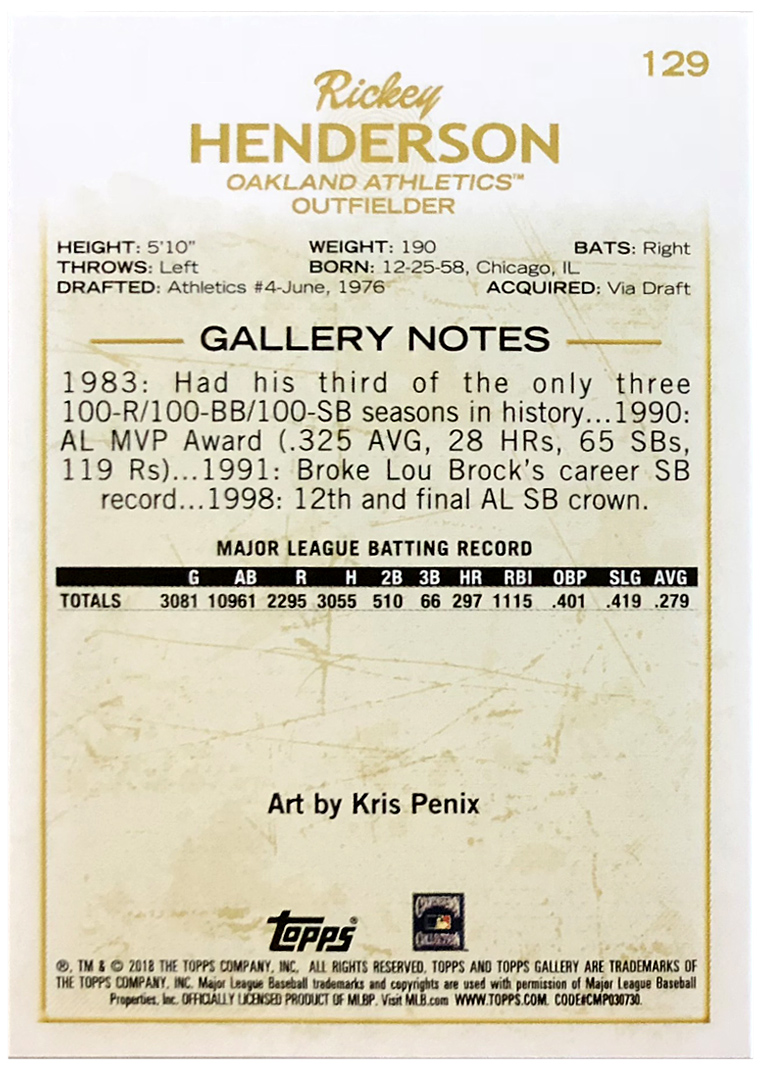 129
Rickey
HENDERSON
OAKLAND ATHLETICS™
OUTFIELDER
HEIGHT: 5'10" WEIGHT: 190 BATS: Right
THROWS: Left BORN: 12-25-58, Chicago, IL
DRAFTED: Athletics #4-June, 1976 ACQUIRED: Via Draft
GALLERY NOTES
1983: Had his third of the only three
100-R/100-BB/100-SB seasons in history...1990:
AL MVP Award (.325 AVG, 28 HRs, 65 SBs,
119 Rs)...1991: Broke Lou Brock's career SB
record...1998: 12th and final AL SB crown.
MAJOR LEAGUE BATTING RECORD
G AB R H 2B 3B HR RBI OBP SLG AVG
TOTALS 3081 10961 2295 3055 510 66 297 1115 .401 .419 .279
Art by Kris Penix
Topps®
COOPERSTOWN
COLLECTION
®, TM & © 2018 THE TOPPS COMPANY, INC. ALL RIGHTS RESERVED. TOPPS AND TOPPS GALLERY ARE TRADEMARKS OF
THE TOPPS COMPANY, INC. Major League Baseball trademarks and copyrights are used with permission of Major League Baseball
Properties, Inc. OFFICIALLY LICENSED PRODUCT OF MLBP. Visit MLB.com WWW.TOPPS.COM. CODE#CMP030730.